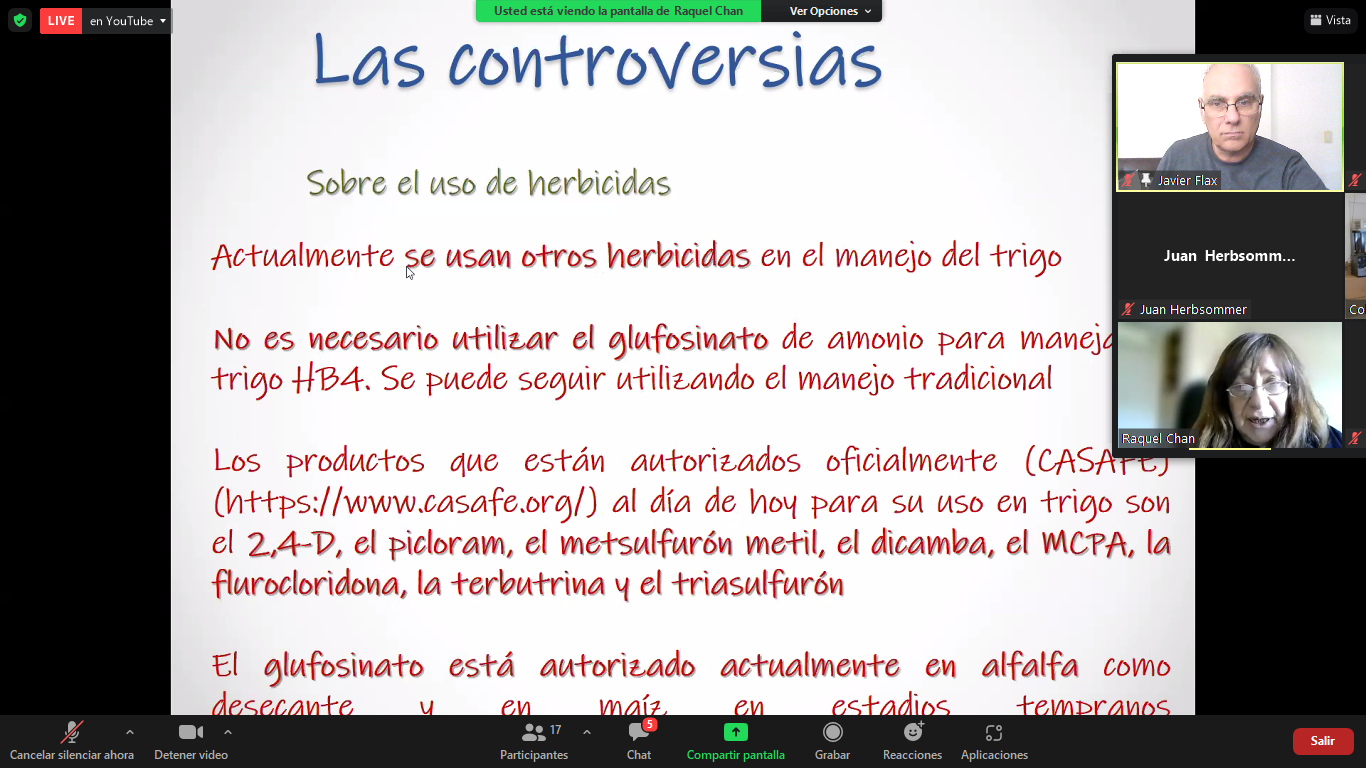 LIVE en YouTube
Usted está viendo la pantalla de Raquel Chan
Ver Opciones
Vista
Las controversias
Sobre el uso de herbicidas
Actualmente se usan otros herbicidas en el manejo del trigo
No es necesario utilizar el glufosinato de amonio para maneja
trigo HB4. Se puede seguir utilizando el manejo tradicional
Los productos que están autorizados oficialmente (CASAFE)
(https://www.casafe.org/) al día de hoy para su uso en trigo son
el 2,4-D, el picloram, el metsulfurón metil, el dicamba, el MCPA, la
flurocloridona, la terbutrina y el triasulfurón
El glufosinato está autorizado actualmente en alfalfa como
desecante y en maíz en estadios tempranos
Javier Flax
Juan Herbsomm...
Juan Herbsommer
Co
Raquel Chan
Cancelar silenciar ahora
Detener video
17
Participantes
5
Chat
Compartir pantalla
Grabar
Reacciones
Aplicaciones
Salir